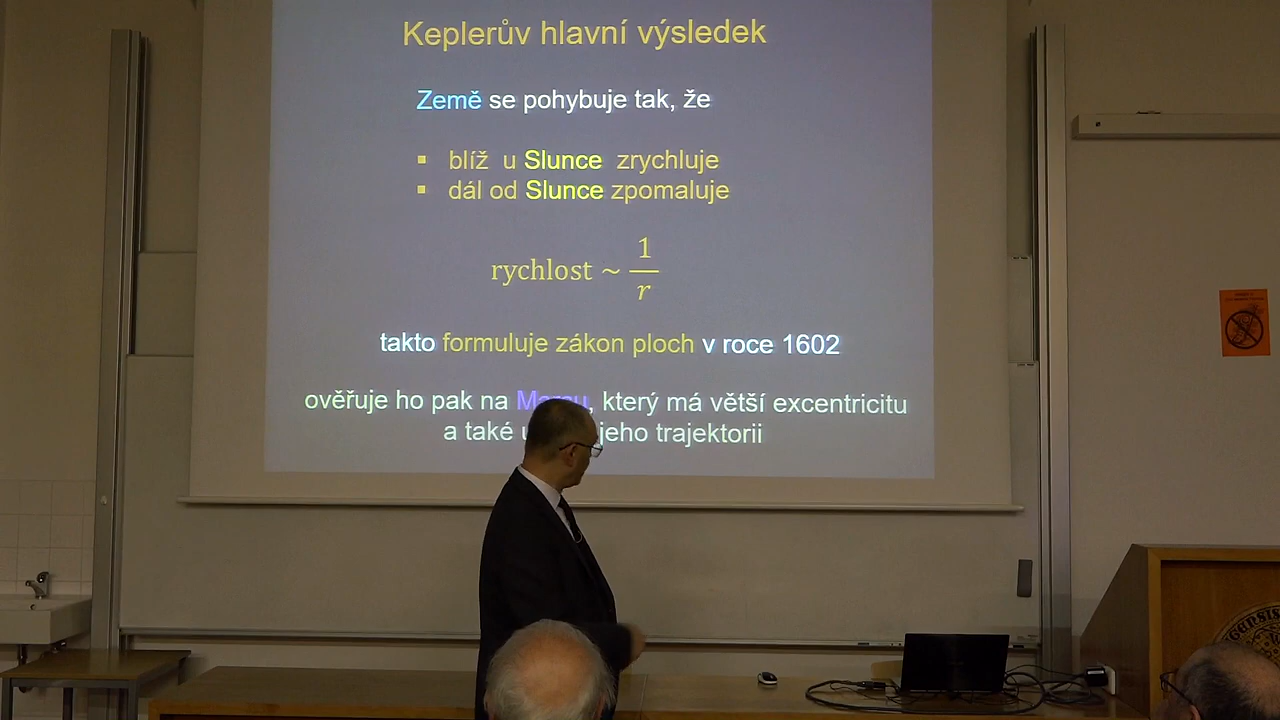 Keplerův hlavní výsledek
Země se pohybuje tak, že
▪ blíž u Slunce zrychluje
▪ dál od Slunce zpomaluje
rychlost ~ 1/r
takto formuluje zákon ploch v roce 1602
ověřuje ho pak na Marsu, který má větší excentricitu
a také jeho trajektorii